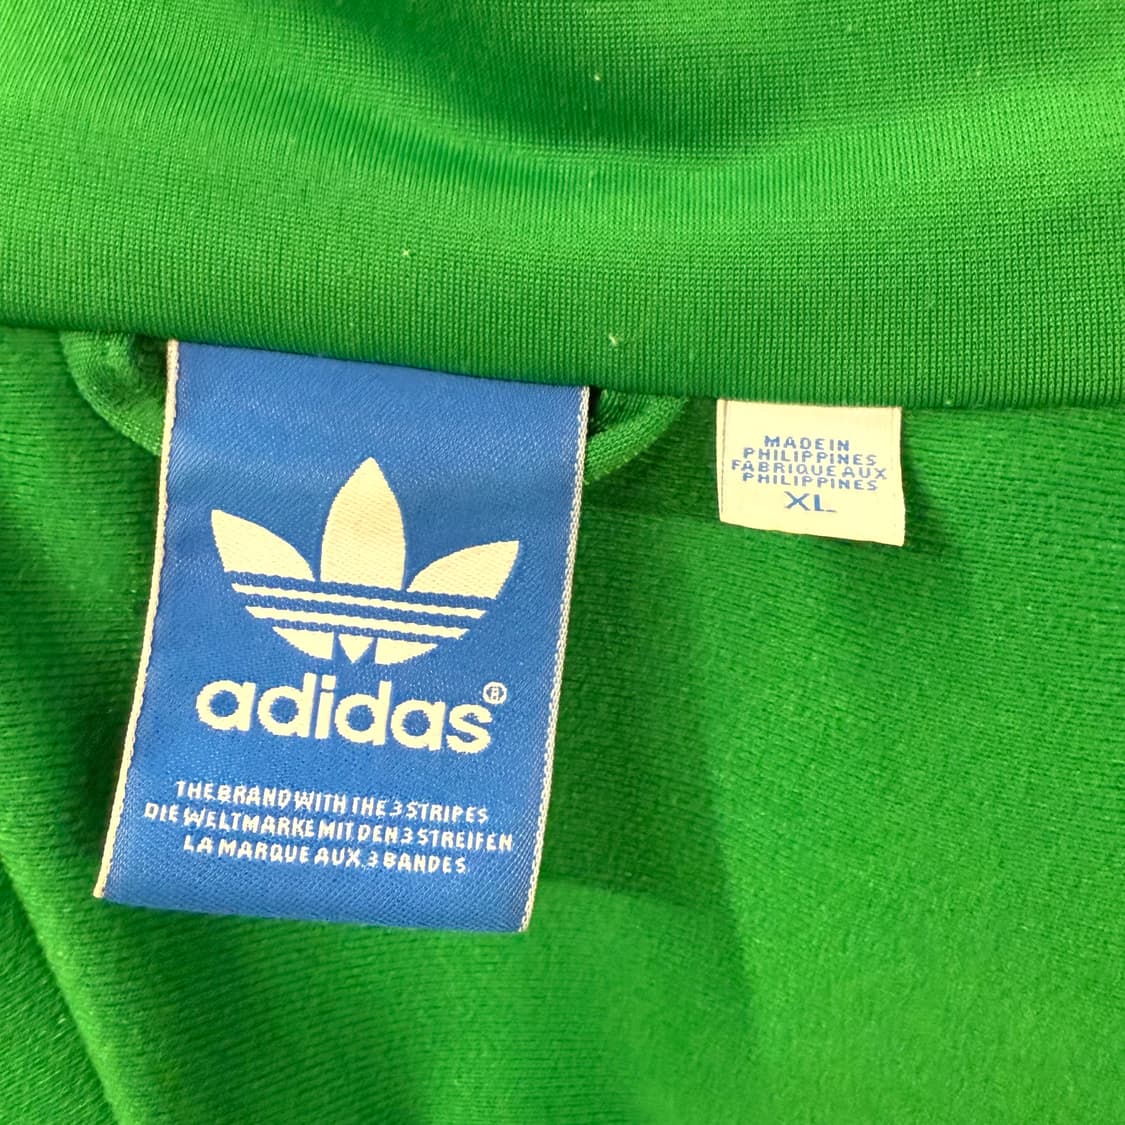 adidas®
THE BRAND WITH THE 3 STRIPES
DIE WELTMARKE MIT DEN 3 STREIFEN
LA MARQUE AUX 3 BANDES
MADE IN
PHILIPPINES
FABRIQUE AUX
PHILIPPINES
XL